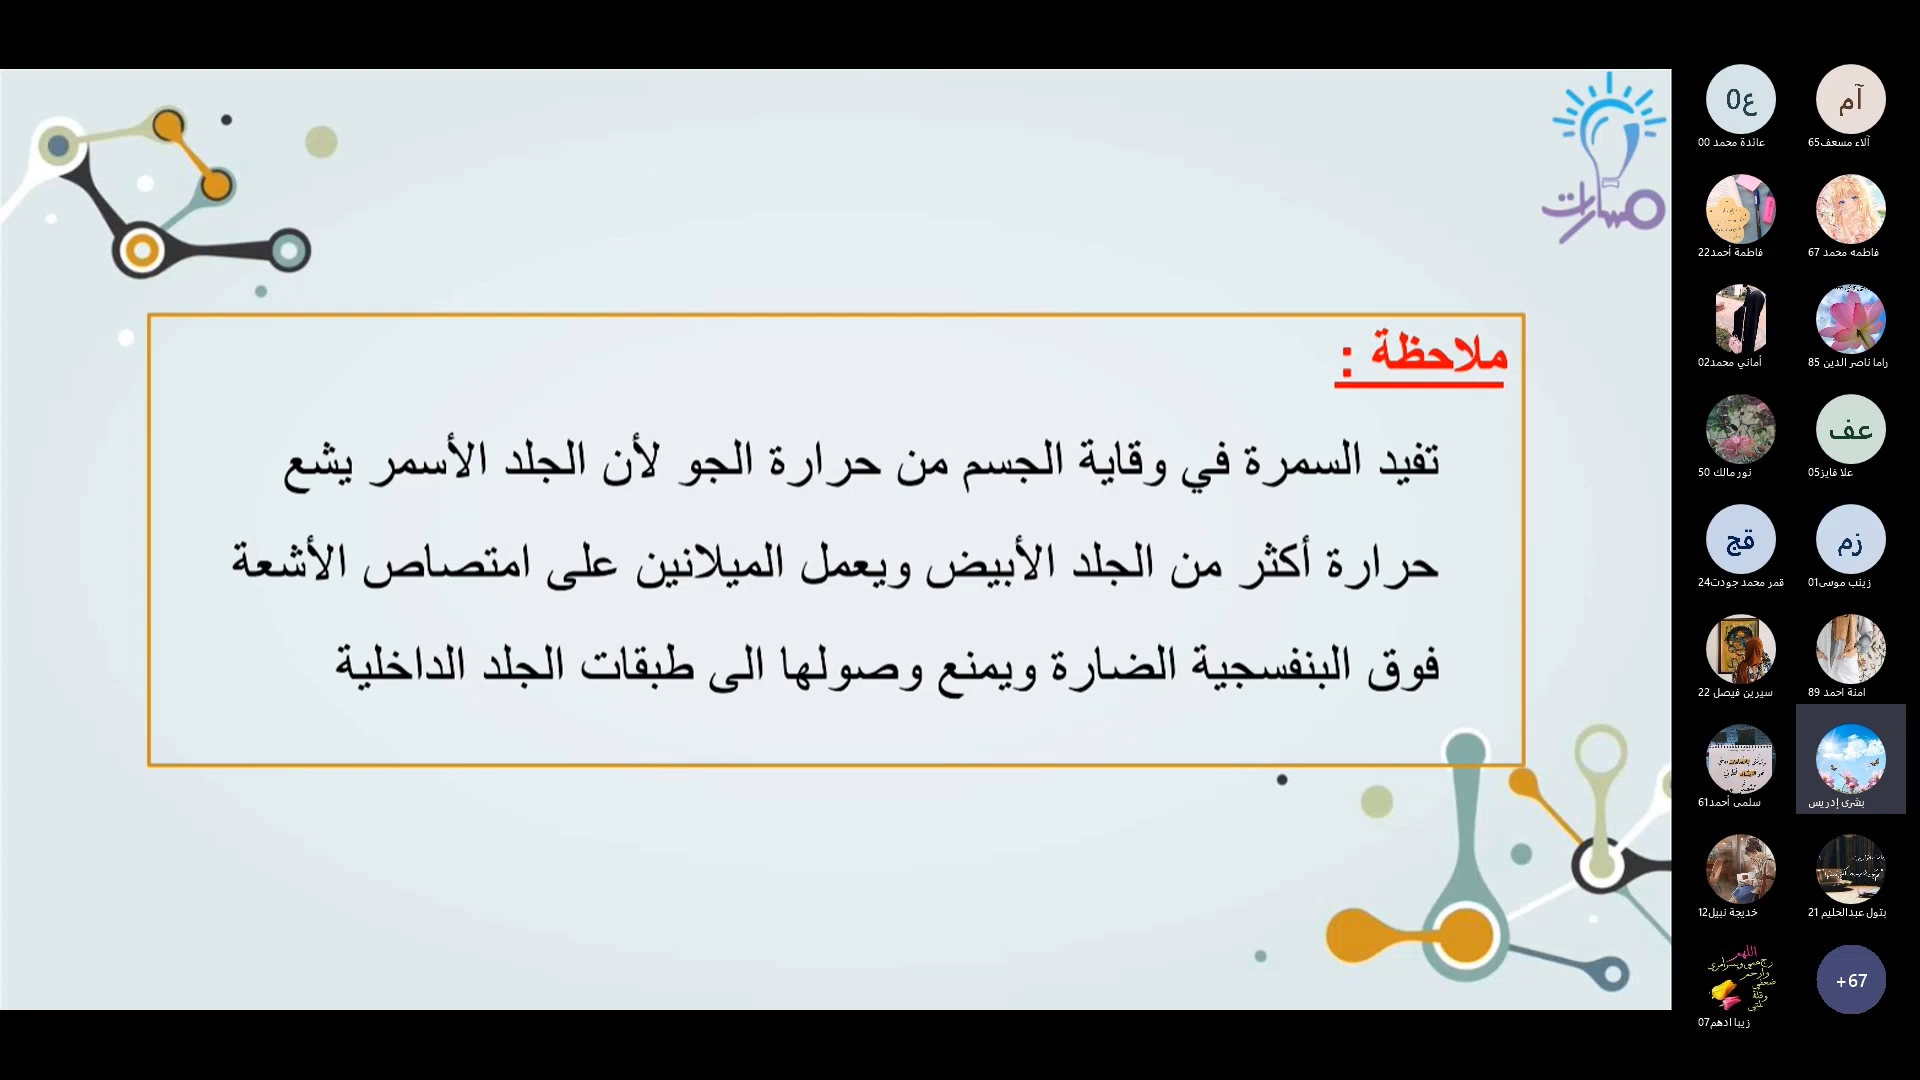 مسارات
ملاحظة :
تفيد السمرة في وقاية الجسم من حرارة الجو لأن الجلد الأسمر يشع
حرارة أكثر من الجلد الأبيض ويعمل الميلانين على امتصاص الأشعة
فوق البنفسجية الضارة ويمنع وصولها الى طبقات الجلد الداخلية
ع0
عائدة محمد 00
آم
آلاء مسعف65
فاطمة أحمد22
فاطمه محمد 67
أماني محمد02
راما ناصر الدين 85
نور مالك 50
عف
علا فايز05
قج
قمر محمد جودت24
زم
زينب موسى01
سيرين فيصل 22
امنة احمد 89
سلمى أحمد61
بشرى إدريس
خديجة نبيل12
بتول عبدالحليم 21
اللهم
زيبا ادهم07
+67